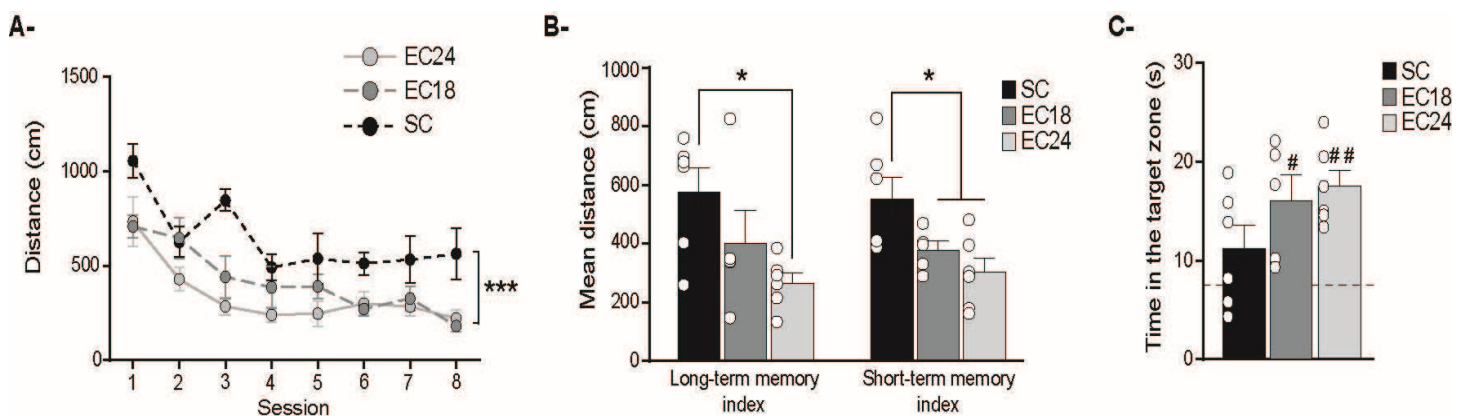 A-
EC24
EC18
SC
1500
1000
500
0
Distance (cm)
1 2 3 4 5 6 7 8
Session
***
B-
1000
800
600
400
200
0
Mean distance (cm)
*
*
SC
EC18
EC24
Long-term memory
index
Short-term memory
index
C-
30
20
10
0
Time in the target zone (s)
SC
EC18
EC24
#
##